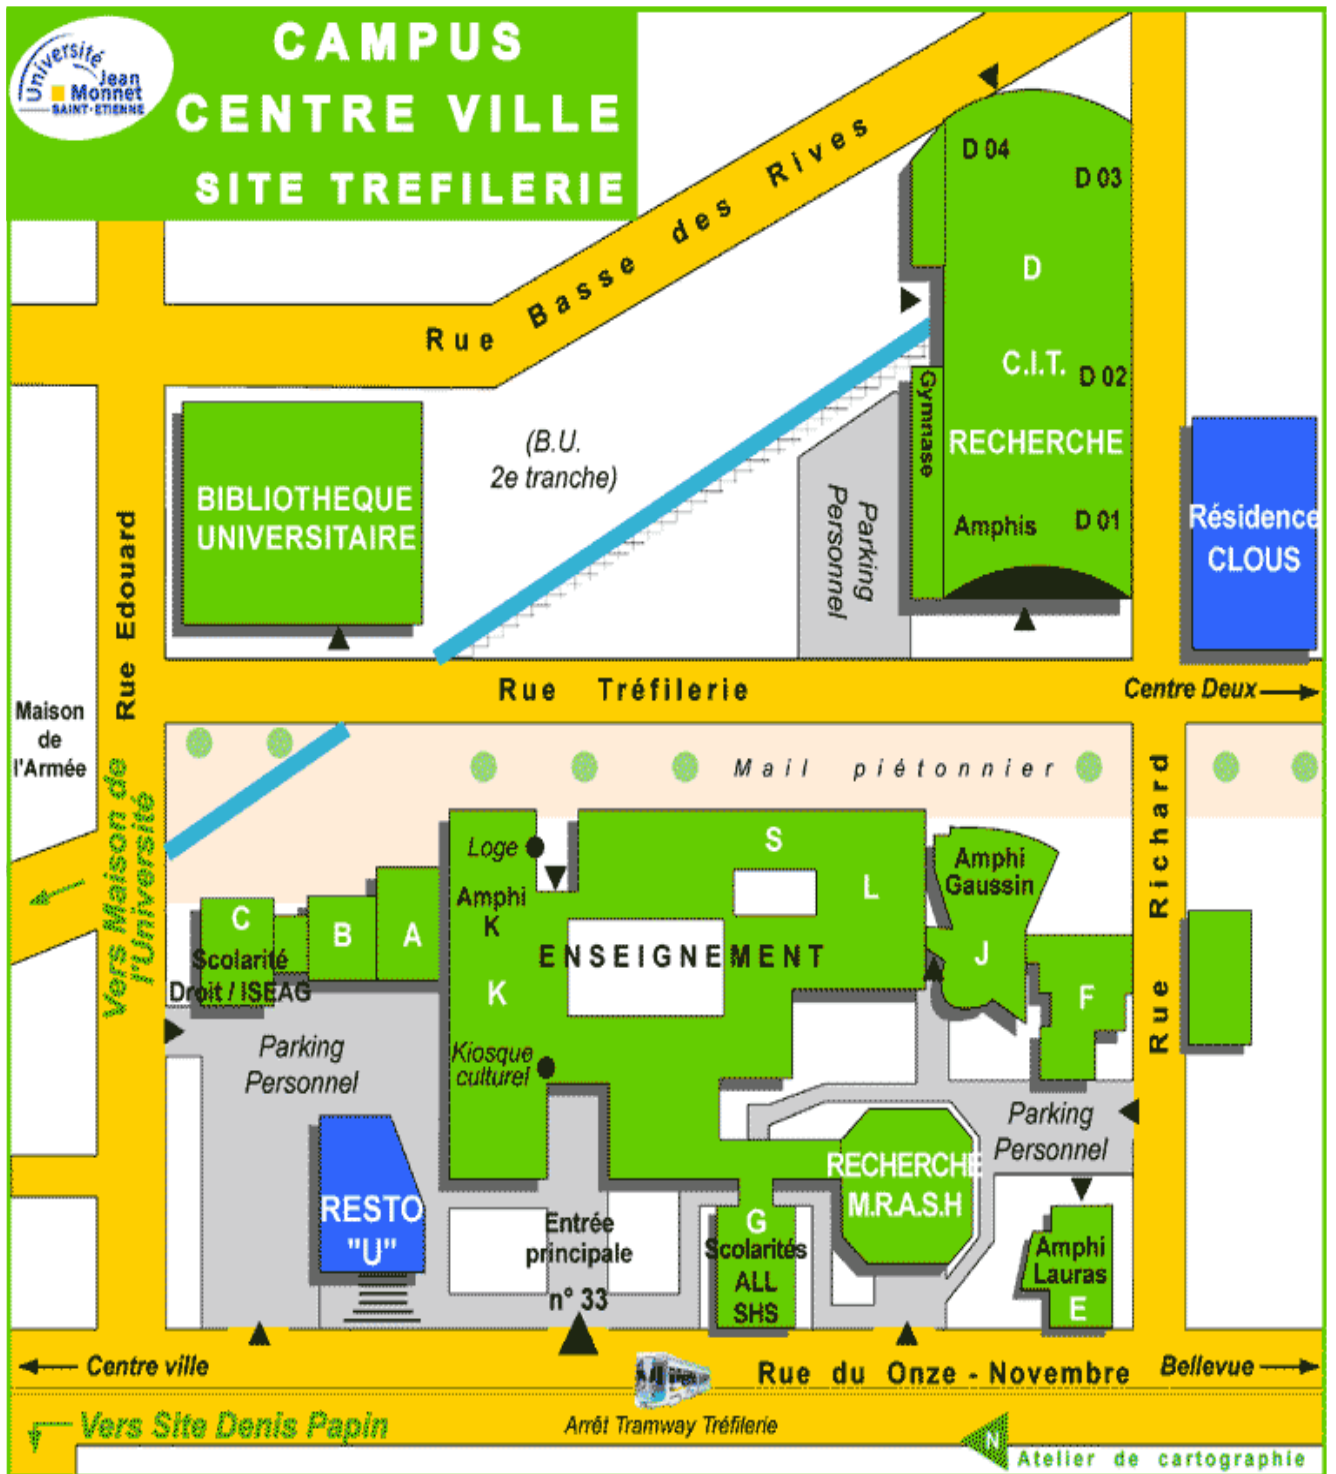 Université
Jean
Monnet
SAINT-ETIENNE
CAMPUS
CENTRE VILLE
SITE TREFILERIE
Rue Basse des Rives
D 04
D 03
D
C.I.T.
D 02
RECHERCHE
Gymnase
Amphis
D 01
(B.U.
2e tranche)
Parking
Personnel
BIBLIOTHEQUE
UNIVERSITAIRE
Résidence
CLOUS
Rue Edouard
Rue Tréfilerie
Centre Deux
Maison
de
l'Armée
Vers Maison de
l'Université
Mail piétonnier
Rue Richard
Loge
S
Amphi
Gaussin
Amphi
K
L
C
B
A
ENSEIGNEMENT
J
Scolarité
Droit / ISEAG
K
F
Parking
Personnel
Kiosque
culturel
Parking
Personnel
RECHERCHE
M.R.A.S.H
RESTO
"U"
Entrée
principale
n° 33
G
Scolarités
ALL
SHS
Amphi
Lauras
E
Centre ville
Rue du Onze - Novembre
Bellevue
Vers Site Denis Papin
Arrêt Tramway Tréfilerie
N
Atelier de cartographie